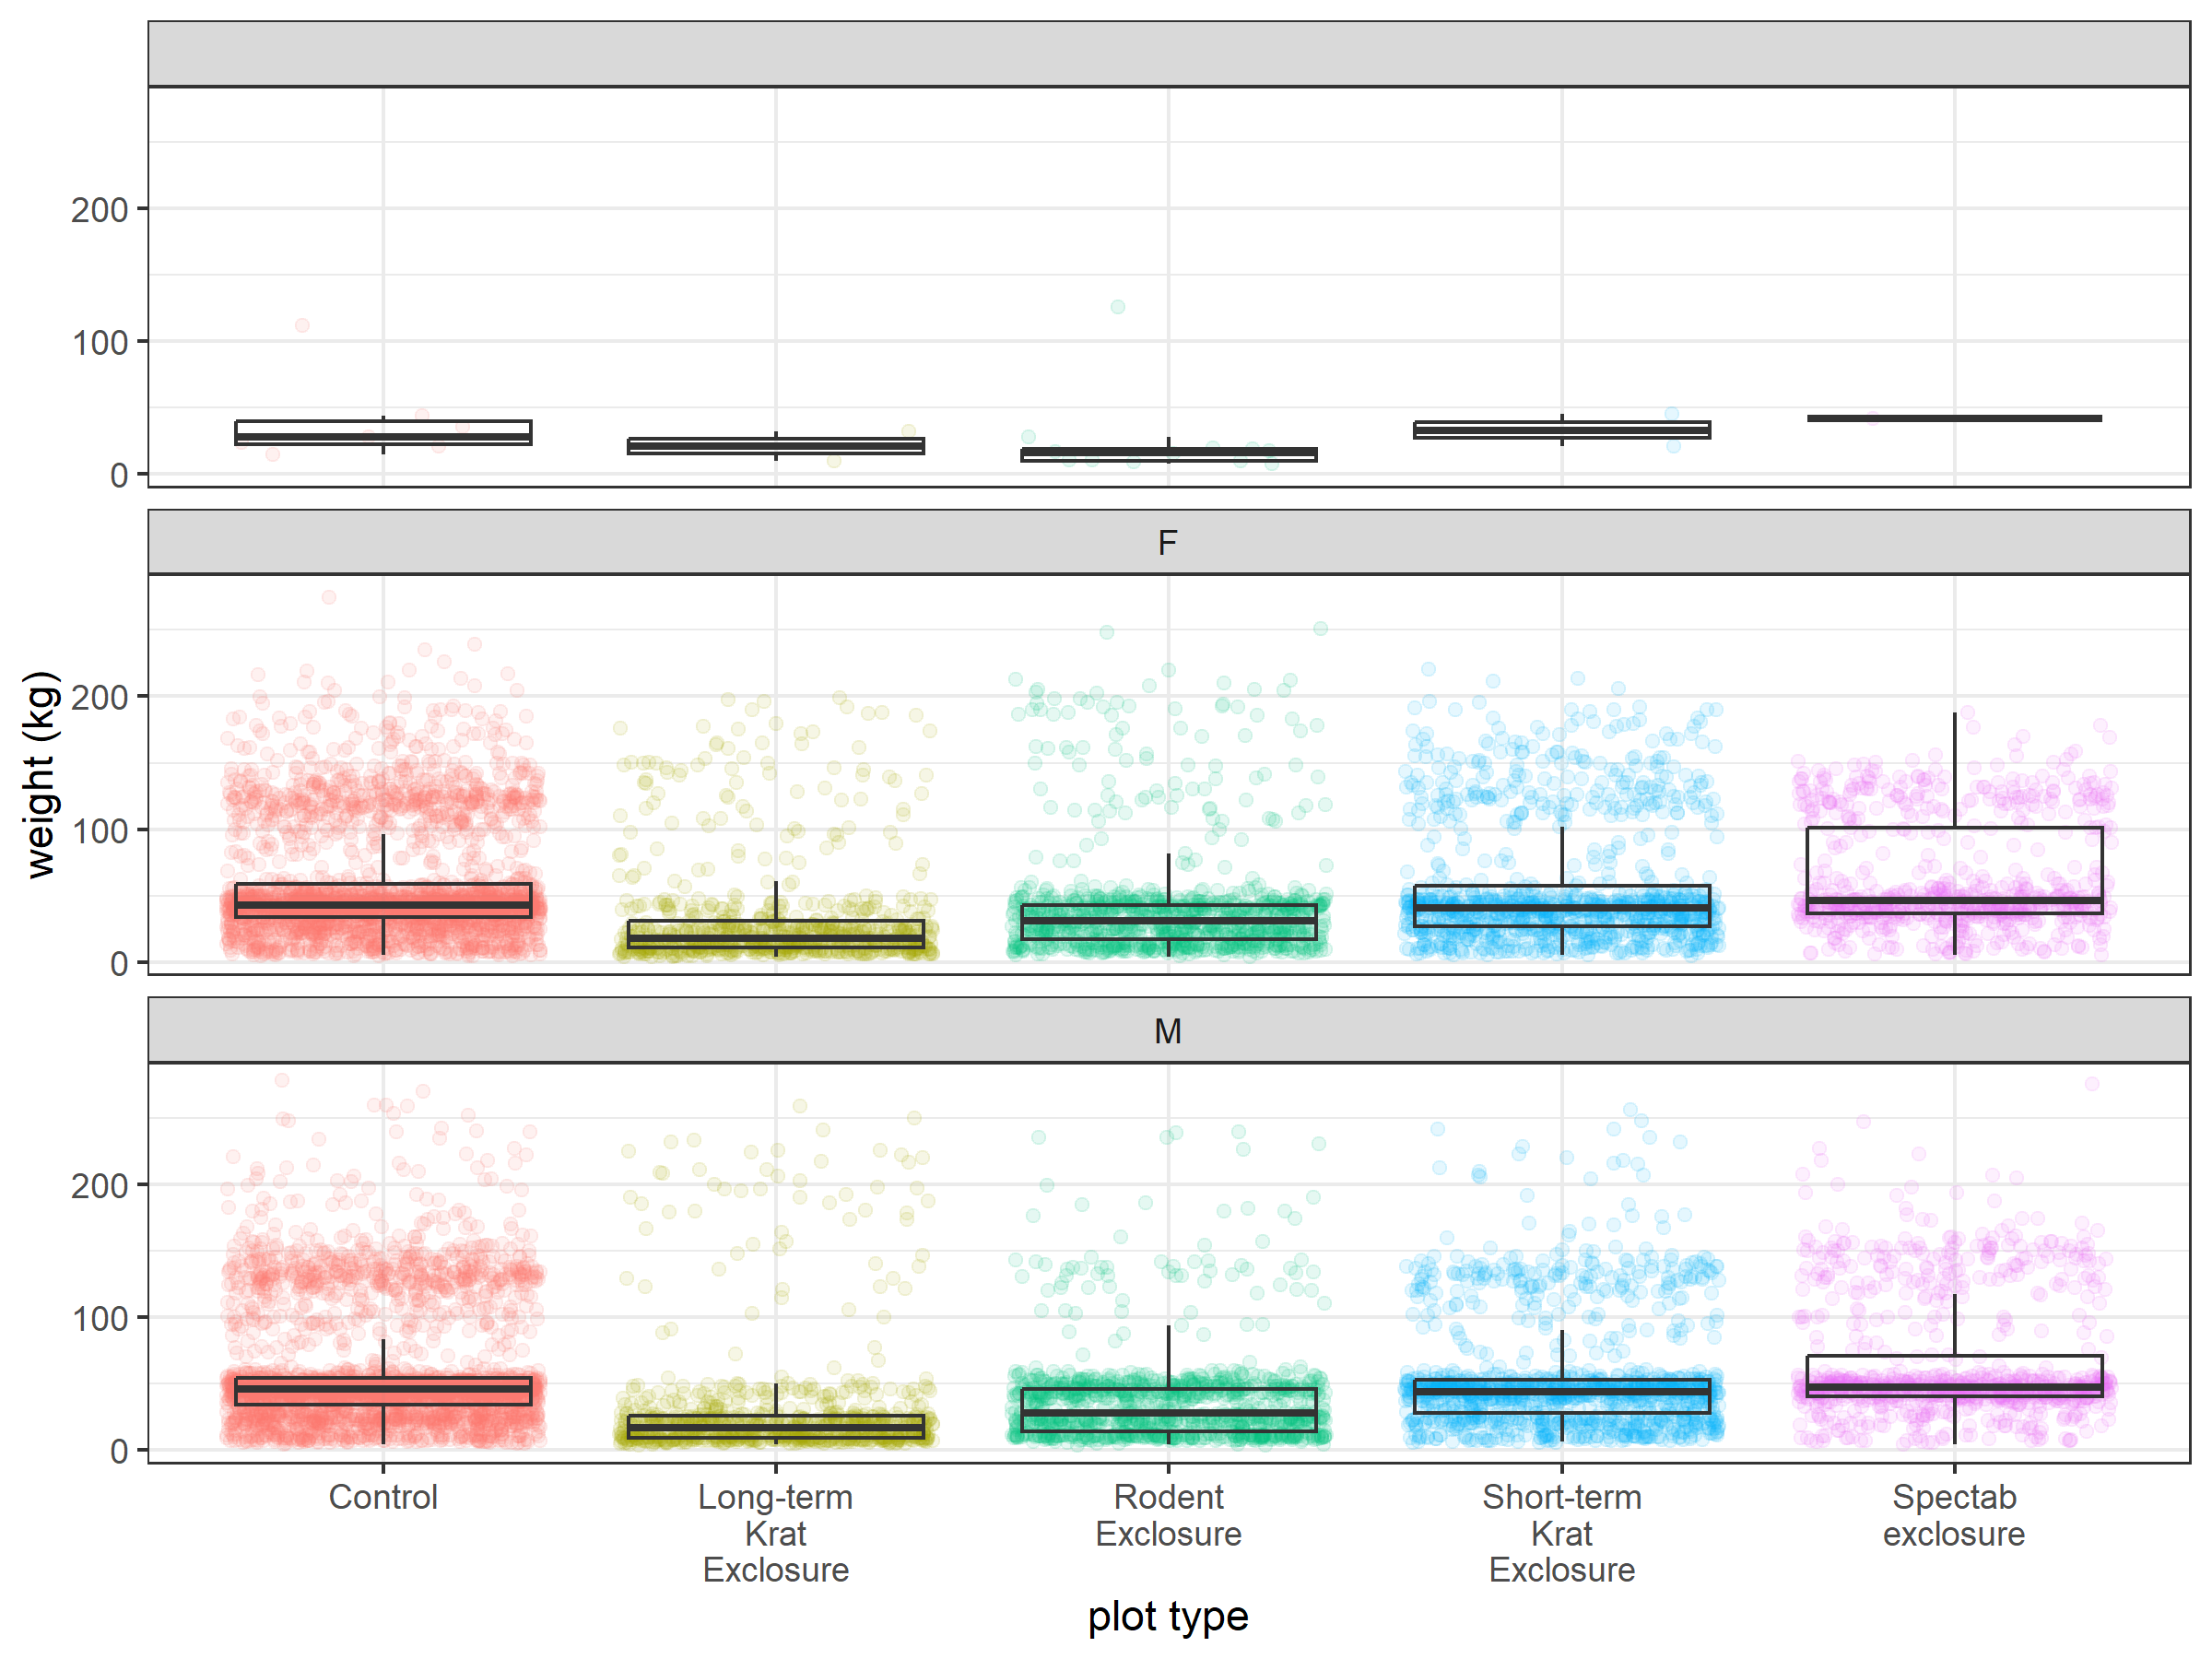 200
100
0
F
weight (kg)
200
100
0
M
200
100
0
Control
Long-term
Krat
Exclosure
Rodent
Exclosure
Short-term
Krat
Exclosure
Spectab
exclosure
plot type